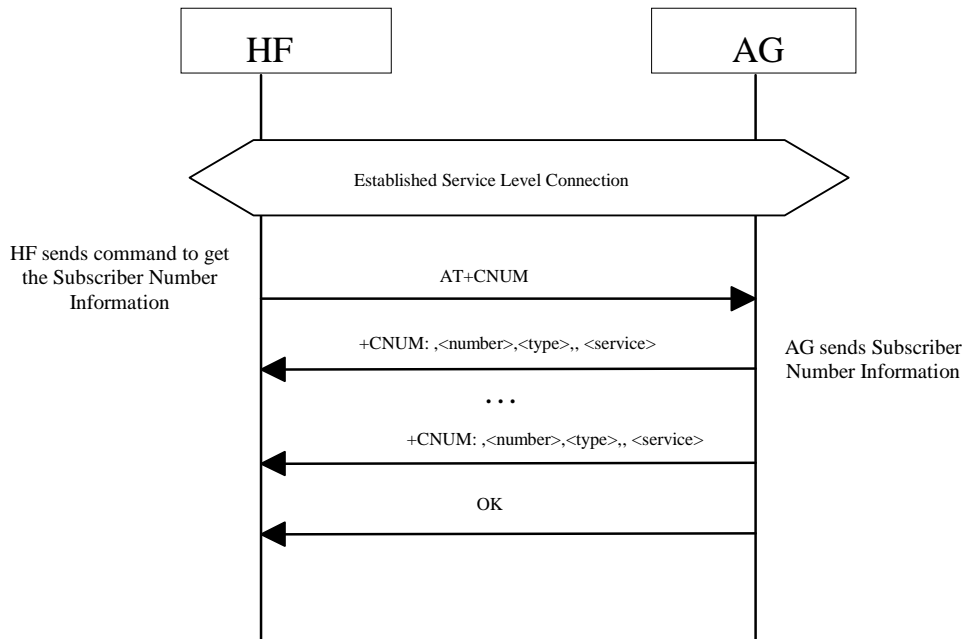 HF
AG
Established Service Level Connection
HF sends command to get
the Subscriber Number
Information
AT+CNUM
+CNUM: ,<number>,<type>,, <service>
AG sends Subscriber
Number Information
...
+CNUM: ,<number>,<type>,, <service>
OK